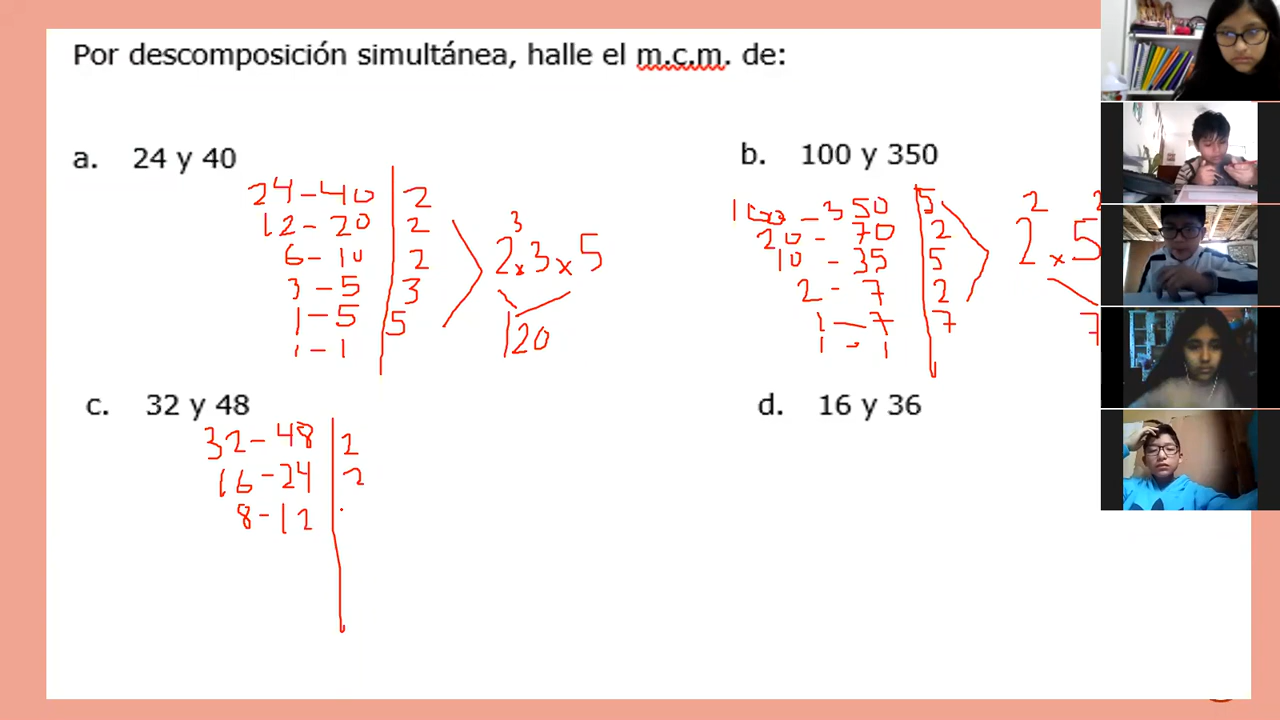 Por descomposición simultánea, halle el m.c.m. de:
a. 24 y 40
24 - 40 | 2
12 - 20 | 2
6 - 10 | 2
3 - 5 | 3
1 - 5 | 5
1 - 1
2³ x 3 x 5
120
b. 100 y 350
100 - 350 | 5
20 - 70 | 2
10 - 35 | 5
2 - 7 | 2
1 - 7 | 7
1 - 1
2² x 5²
7
c. 32 y 48
32 - 48 | 2
16 - 24 | 2
8 - 12
d. 16 y 36